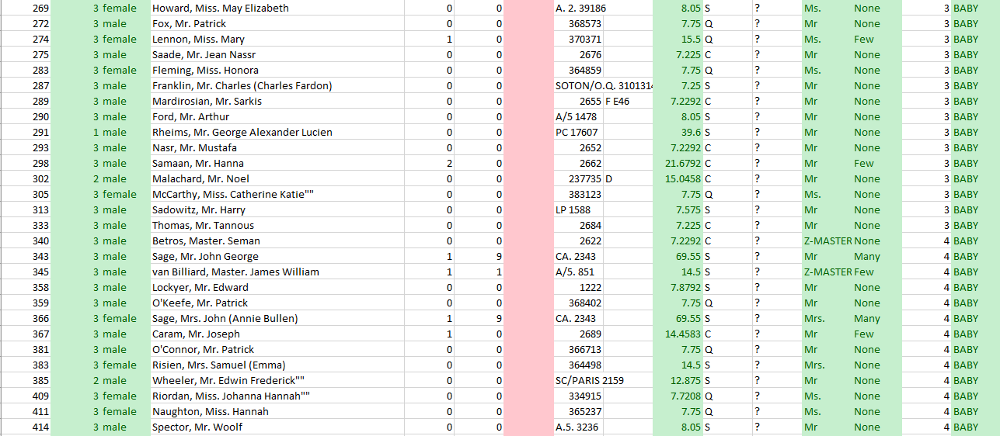 269 3 female Howard, Miss. May Elizabeth 0 0 A. 2. 39186 8.05 S ? Ms. None 3 BABY
272 3 male Fox, Mr. Patrick 0 0 368573 7.75 Q ? Mr None 3 BABY
274 3 female Lennon, Miss. Mary 1 0 370371 15.5 Q ? Ms. Few 3 BABY
275 3 male Saade, Mr. Jean Nassr 0 0 2676 7.225 C ? Mr None 3 BABY
283 3 female Fleming, Miss. Honora 0 0 364859 7.75 Q ? Ms. None 3 BABY
287 3 male Franklin, Mr. Charles (Charles Fardon) 0 0 SOTON/O.Q. 3101314 7.25 S ? Mr None 3 BABY
289 3 male Mardirosian, Mr. Sarkis 0 0 2655 F E46 7.2292 C ? Mr None 3 BABY
290 3 male Ford, Mr. Arthur 0 0 A/5 1478 8.05 S ? Mr None 3 BABY
291 1 male Rheims, Mr. George Alexander Lucien 0 0 PC 17607 39.6 S ? Mr None 3 BABY
293 3 male Nasr, Mr. Mustafa 0 0 2652 7.2292 C ? Mr None 3 BABY
298 3 male Samaan, Mr. Hanna 2 0 2662 21.6792 C ? Mr Few 3 BABY
302 2 male Malachard, Mr. Noel 0 0 237735 D 15.0458 C ? Mr None 3 BABY
305 3 female McCarthy, Miss. Catherine Katie"" 0 0 383123 7.75 Q ? Ms. None 3 BABY
313 3 male Sadowitz, Mr. Harry 0 0 LP 1588 7.575 S ? Mr None 3 BABY
333 3 male Thomas, Mr. Tannous 0 0 2684 7.225 C ? Mr None 3 BABY
340 3 male Betros, Master. Seman 0 0 2622 7.2292 C ? Z-MASTER None 4 BABY
343 3 male Sage, Mr. John George 1 9 CA. 2343 69.55 S ? Mr Many 4 BABY
345 3 male van Billiard, Master. James William 1 1 A/5. 851 14.5 S ? Z-MASTER Few 4 BABY
358 3 male Lockyer, Mr. Edward 0 0 1222 7.8792 S ? Mr None 4 BABY
359 3 male O'Keefe, Mr. Patrick 0 0 368402 7.75 Q ? Mr None 4 BABY
366 3 female Sage, Mrs. John (Annie Bullen) 1 9 CA. 2343 69.55 S ? Mrs. Many 4 BABY
367 3 male Caram, Mr. Joseph 1 0 2689 14.4583 C ? Mr Few 4 BABY
381 3 male O'Connor, Mr. Patrick 0 0 366713 7.75 Q ? Mr None 4 BABY
383 3 female Risien, Mrs. Samuel (Emma) 0 0 364498 14.5 S ? Mrs. None 4 BABY
385 2 male Wheeler, Mr. Edwin Frederick"" 0 0 SC/PARIS 2159 12.875 S ? Mr None 4 BABY
409 3 female Riordan, Miss. Johanna Hannah"" 0 0 334915 7.7208 Q ? Ms. None 4 BABY
411 3 female Naughton, Miss. Hannah 0 0 365237 7.75 Q ? Ms. None 4 BABY
414 3 male Spector, Mr. Woolf 0 0 A.5. 3236 8.05 S ? Mr None 4 BABY